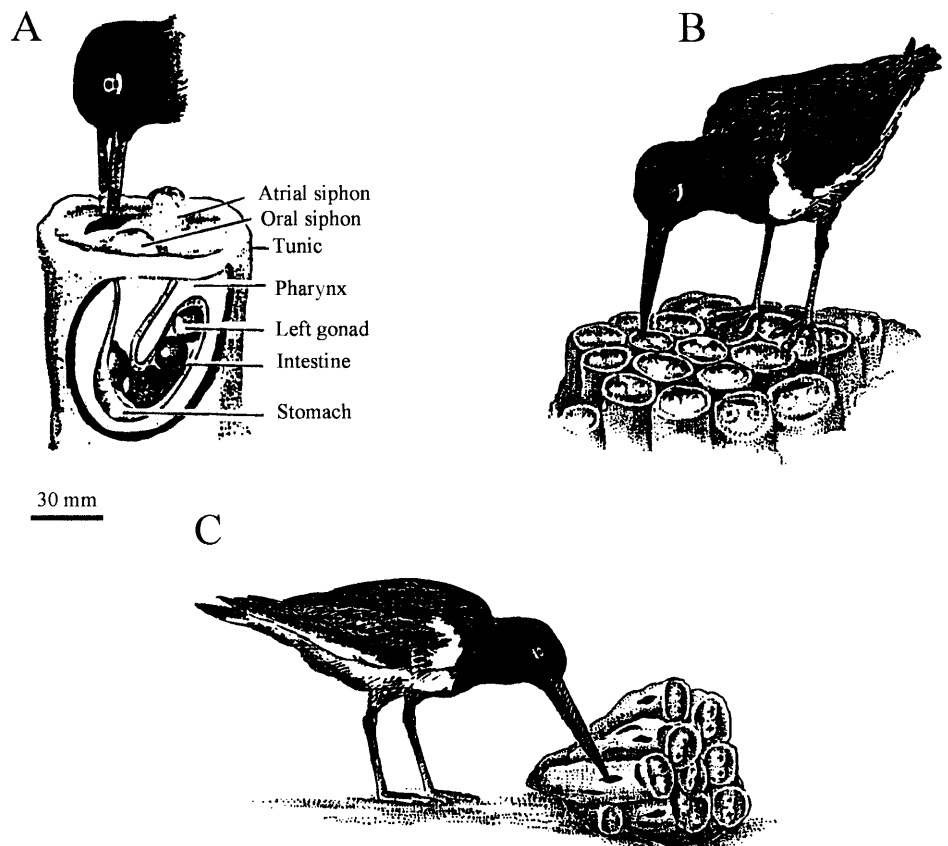 A
B
Atrial siphon
Oral siphon
Tunic
Pharynx
Left gonad
Intestine
Stomach
30 mm
C